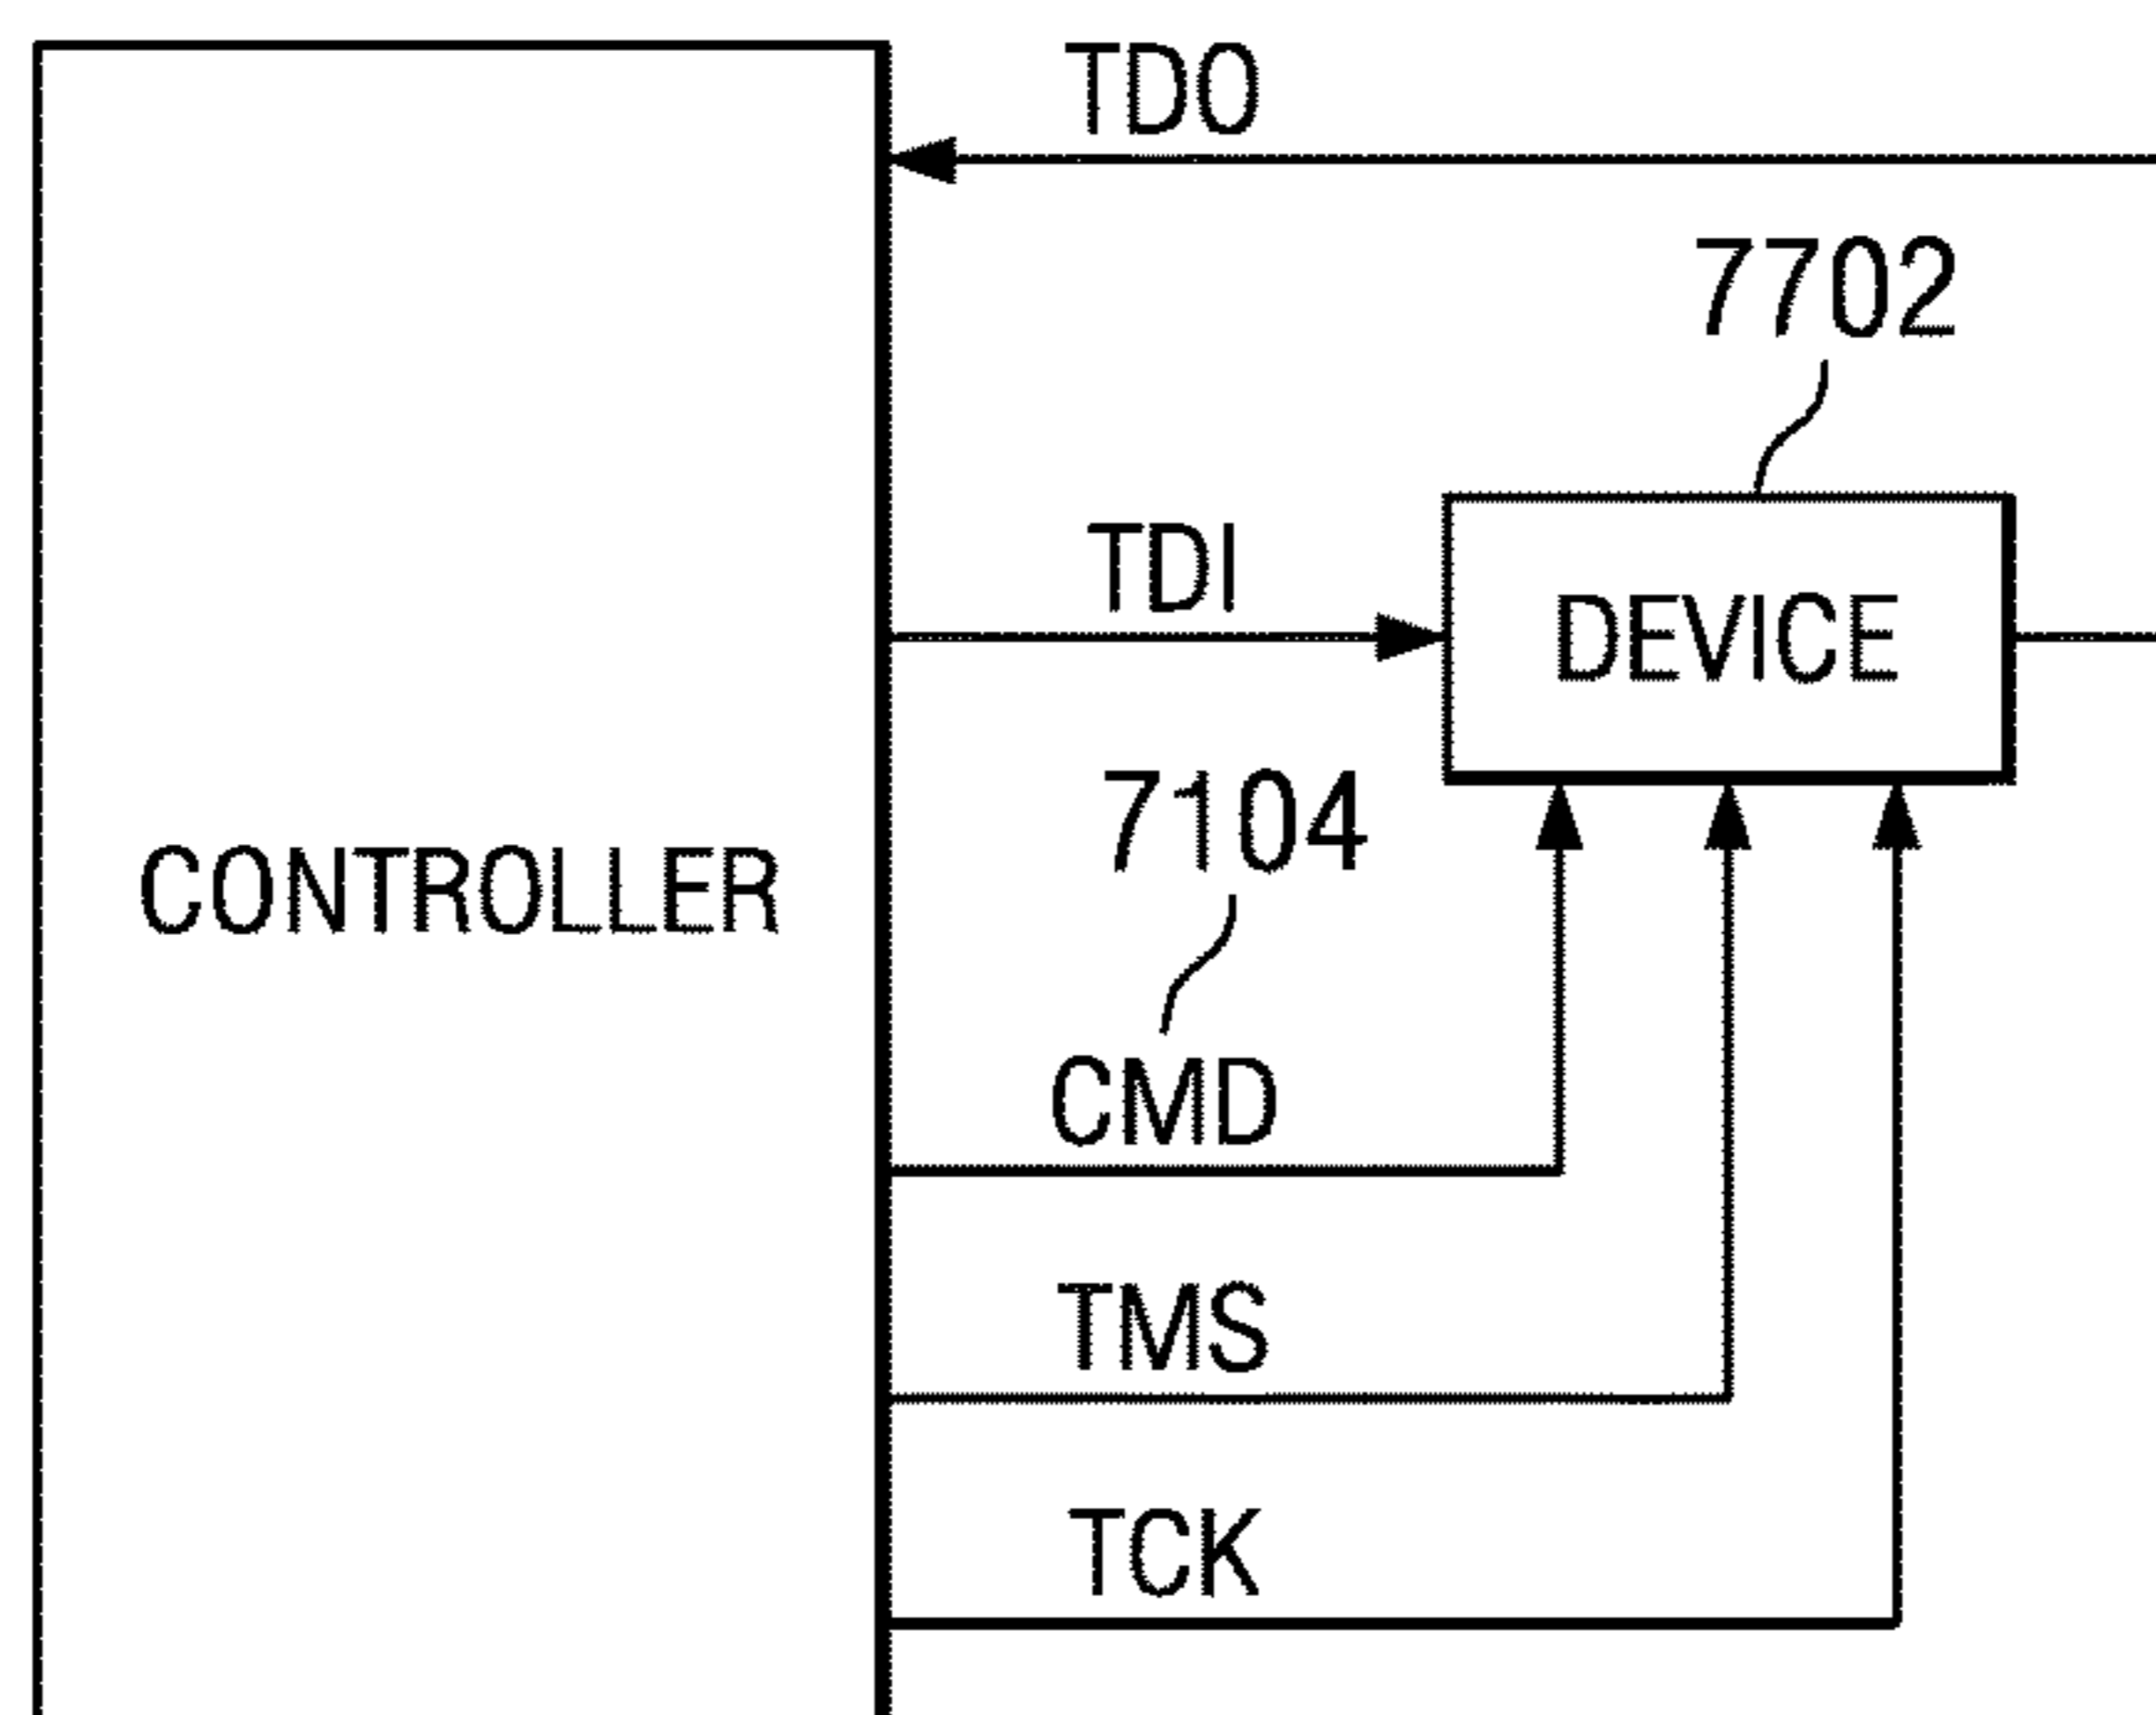 TDO
7702
TDI
DEVICE
7104
CONTROLLER
CMD
TMS
TCK